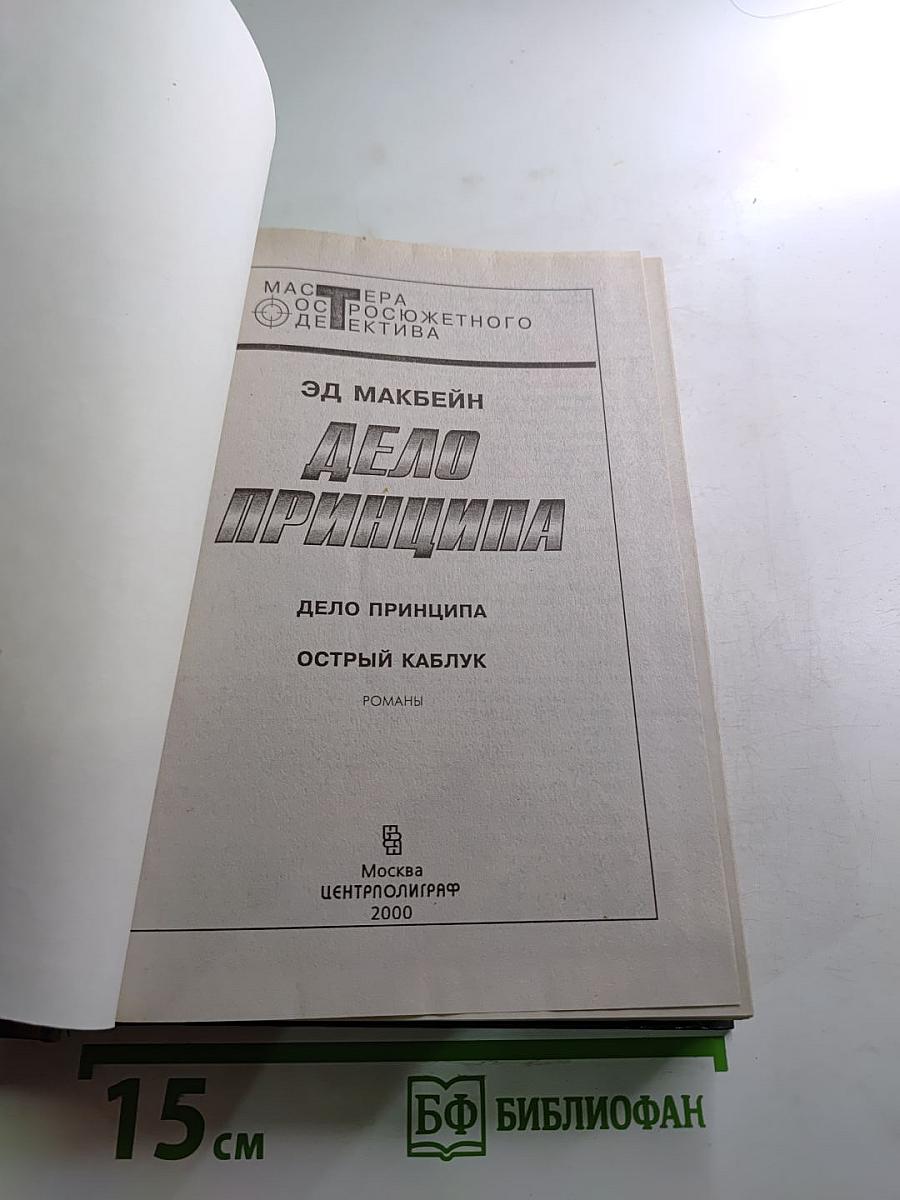 МАСТЕРА
ОСТРОСЮЖЕТНОГО
ДЕТЕКТИВА
ЭД МАКБЕЙН
ДЕЛО
ПРИНЦИПА
ДЕЛО ПРИНЦИПА
ОСТРЫЙ КАБЛУК
РОМАНЫ
Москва
ЦЕНТРПОЛИГРАФ
2000
15 см
БФ БИБЛИОФАН